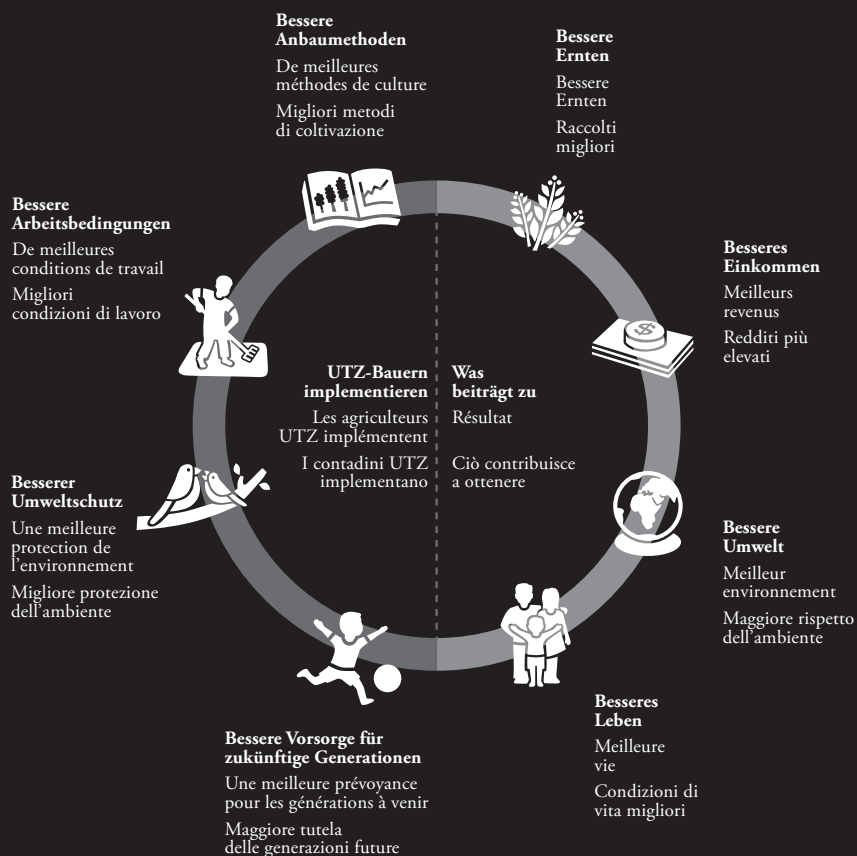 Bessere
Anbaumethoden
De meilleures
méthodes de culture
Migliori metodi
di coltivazione
Bessere
Ernten
Bessere
Ernten
Raccolti
migliori
Bessere
Arbeitsbedingungen
De meilleures
conditions de travail
Migliori
condizioni di lavoro
Besseres
Einkommen
Meilleurs
revenus
Redditi più
elevati
UTZ-Bauern
implementieren
Les agriculteurs
UTZ implémentent
I contadini UTZ
implementano
Was
beiträgt zu
Résultat
Ciò contribuisce
a ottenere
Besserer
Umweltschutz
Une meilleure
protection de
l'environnement
Migliore protezione
dell'ambiente
Bessere
Umwelt
Meilleur
environnement
Maggiore rispetto
dell'ambiente
Bessere Vorsorge für
zukünftige Generationen
Une meilleure prévoyance
pour les générations à venir
Maggiore tutela
delle generazioni future
Besseres
Leben
Meilleure
vie
Condizioni di
vita migliori
$